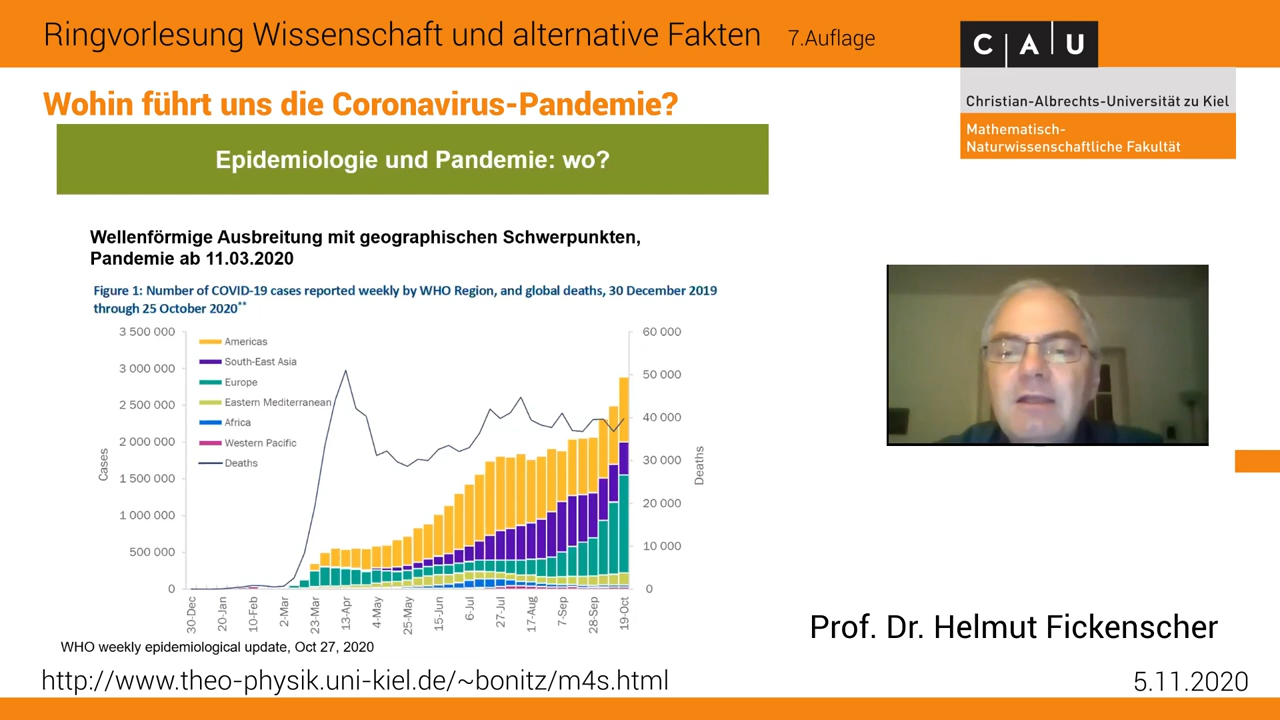 Ringvorlesung Wissenschaft und alternative Fakten 7.Auflage
C A U
Christian-Albrechts-Universität zu Kiel
Mathematisch-
Naturwissenschaftliche Fakultät
Wohin führt uns die Coronavirus-Pandemie?
Epidemiologie und Pandemie: wo?
Wellenförmige Ausbreitung mit geographischen Schwerpunkten,
Pandemie ab 11.03.2020
Figure 1: Number of COVID-19 cases reported weekly by WHO Region, and global deaths, 30 December 2019
through 25 October 2020**
3 500 000
3 000 000
2 500 000
2 000 000
1 500 000
1 000 000
500 000
0
Cases
Americas
South-East Asia
Europe
Eastern Mediterranean
Africa
Western Pacific
Deaths
60 000
50 000
40 000
30 000
20 000
10 000
0
Deaths
30-Dec
20-Jan
10-Feb
2-Mar
23-Mar
13-Apr
4-May
25-May
15-Jun
6-Jul
27-Jul
17-Aug
7-Sep
28-Sep
19-Oct
WHO weekly epidemiological update, Oct 27, 2020
Prof. Dr. Helmut Fickenscher
http://www.theo-physik.uni-kiel.de/~bonitz/m4s.html
5.11.2020